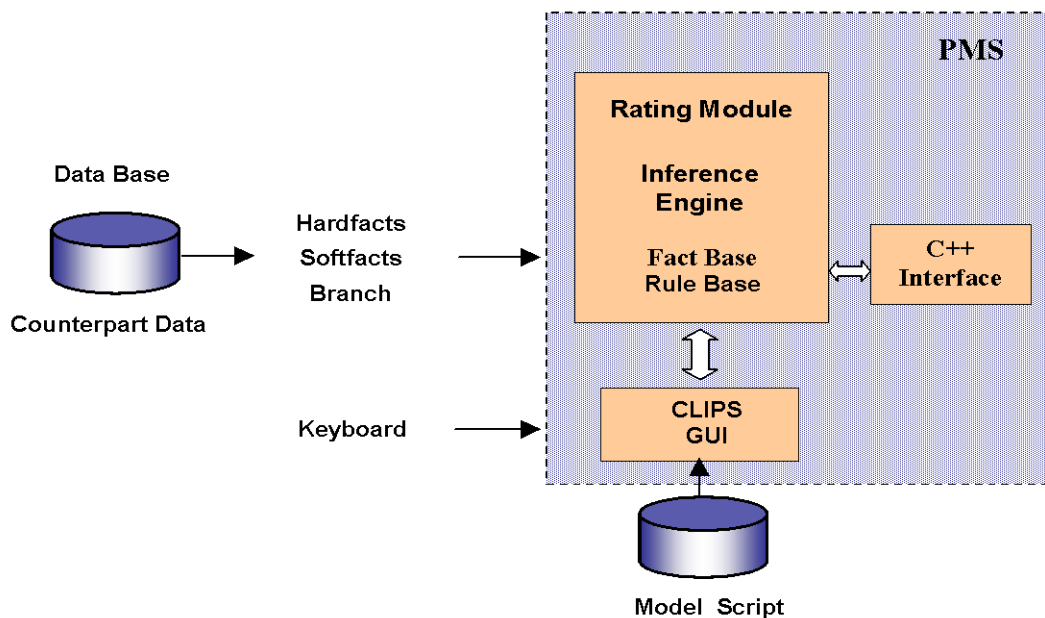 PMS
Rating Module
Inference
Engine
Fact Base
Rule Base
C++
Interface
Data Base
Counterpart Data
Hardfacts
Softfacts
Branch
Keyboard
CLIPS
GUI
Model Script